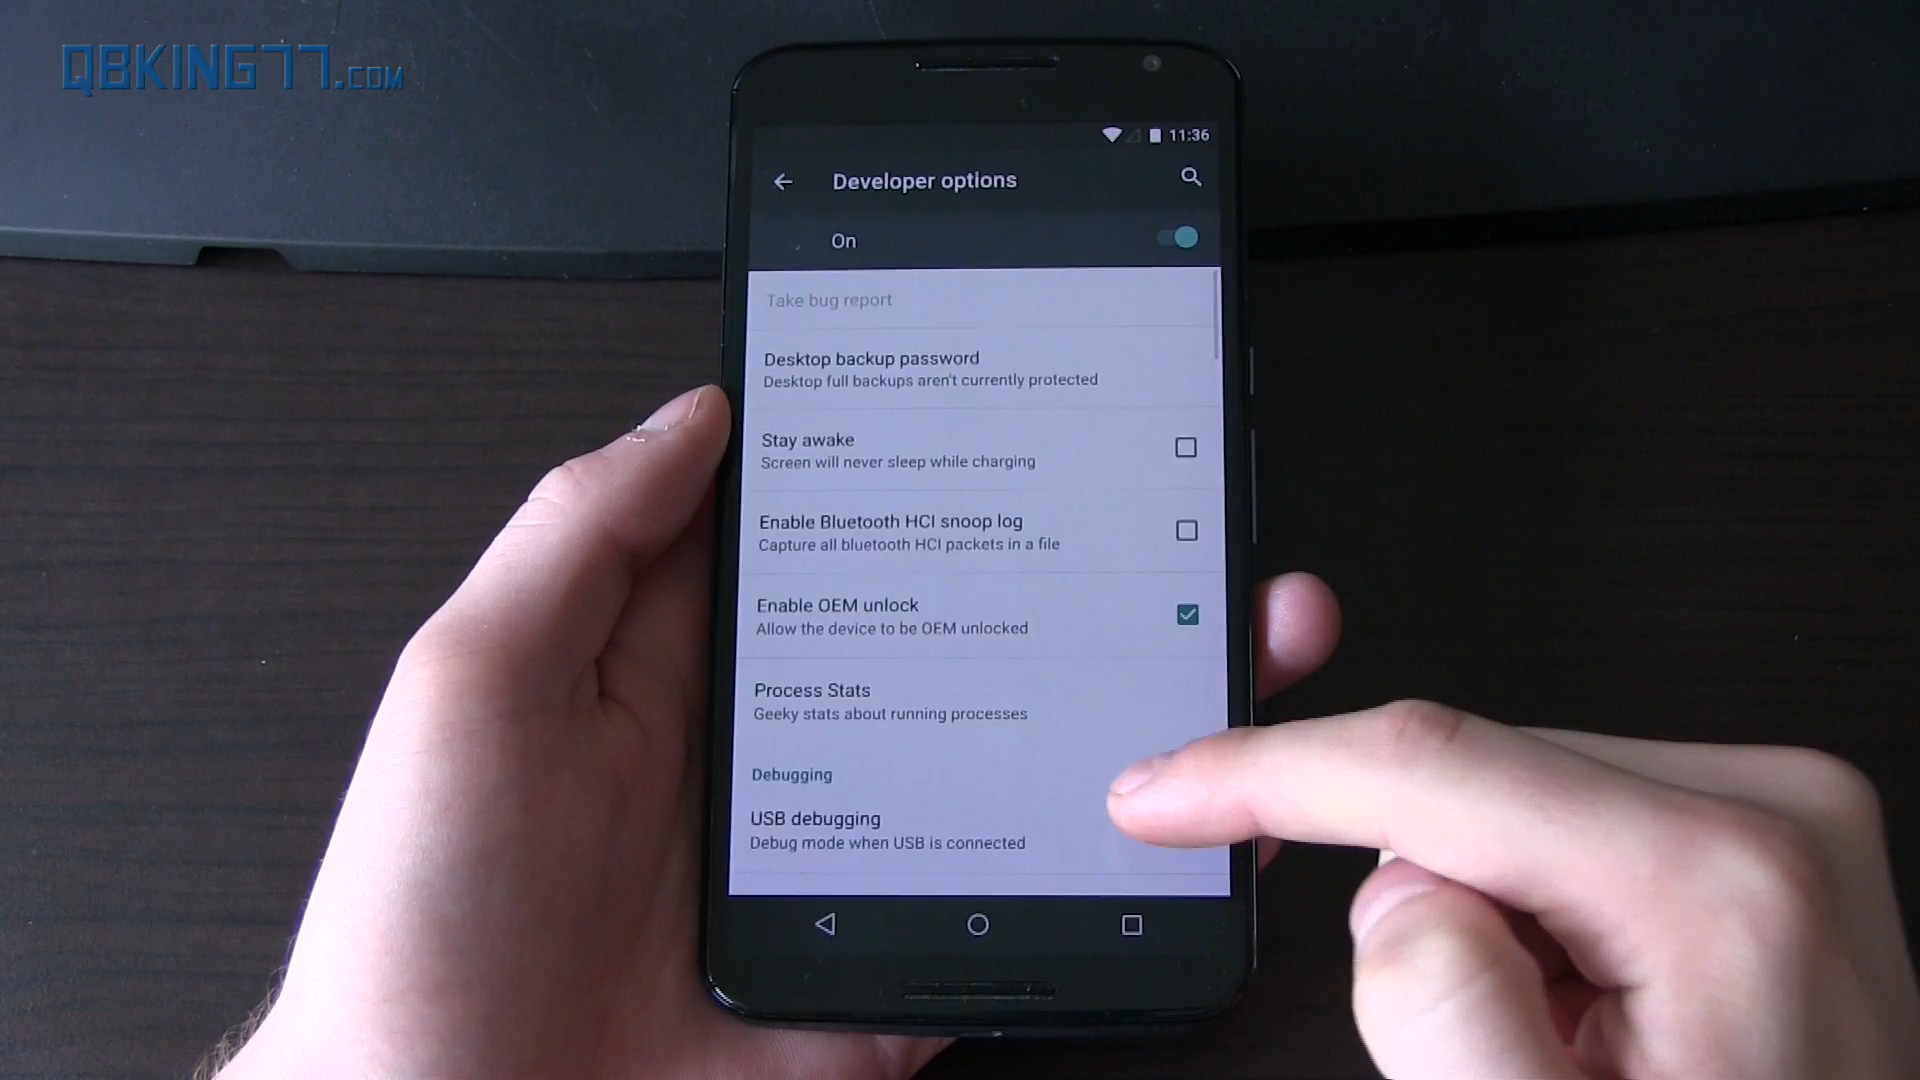 QBKING77.COM
11:36
Developer options
On
Take bug report
Desktop backup password
Desktop full backups aren't currently protected
Stay awake
Screen will never sleep while charging
Enable Bluetooth HCI snoop log
Capture all bluetooth HCI packets in a file
Enable OEM unlock
Allow the device to be OEM unlocked
Process Stats
Geeky stats about running processes
Debugging
USB debugging
Debug mode when USB is connected